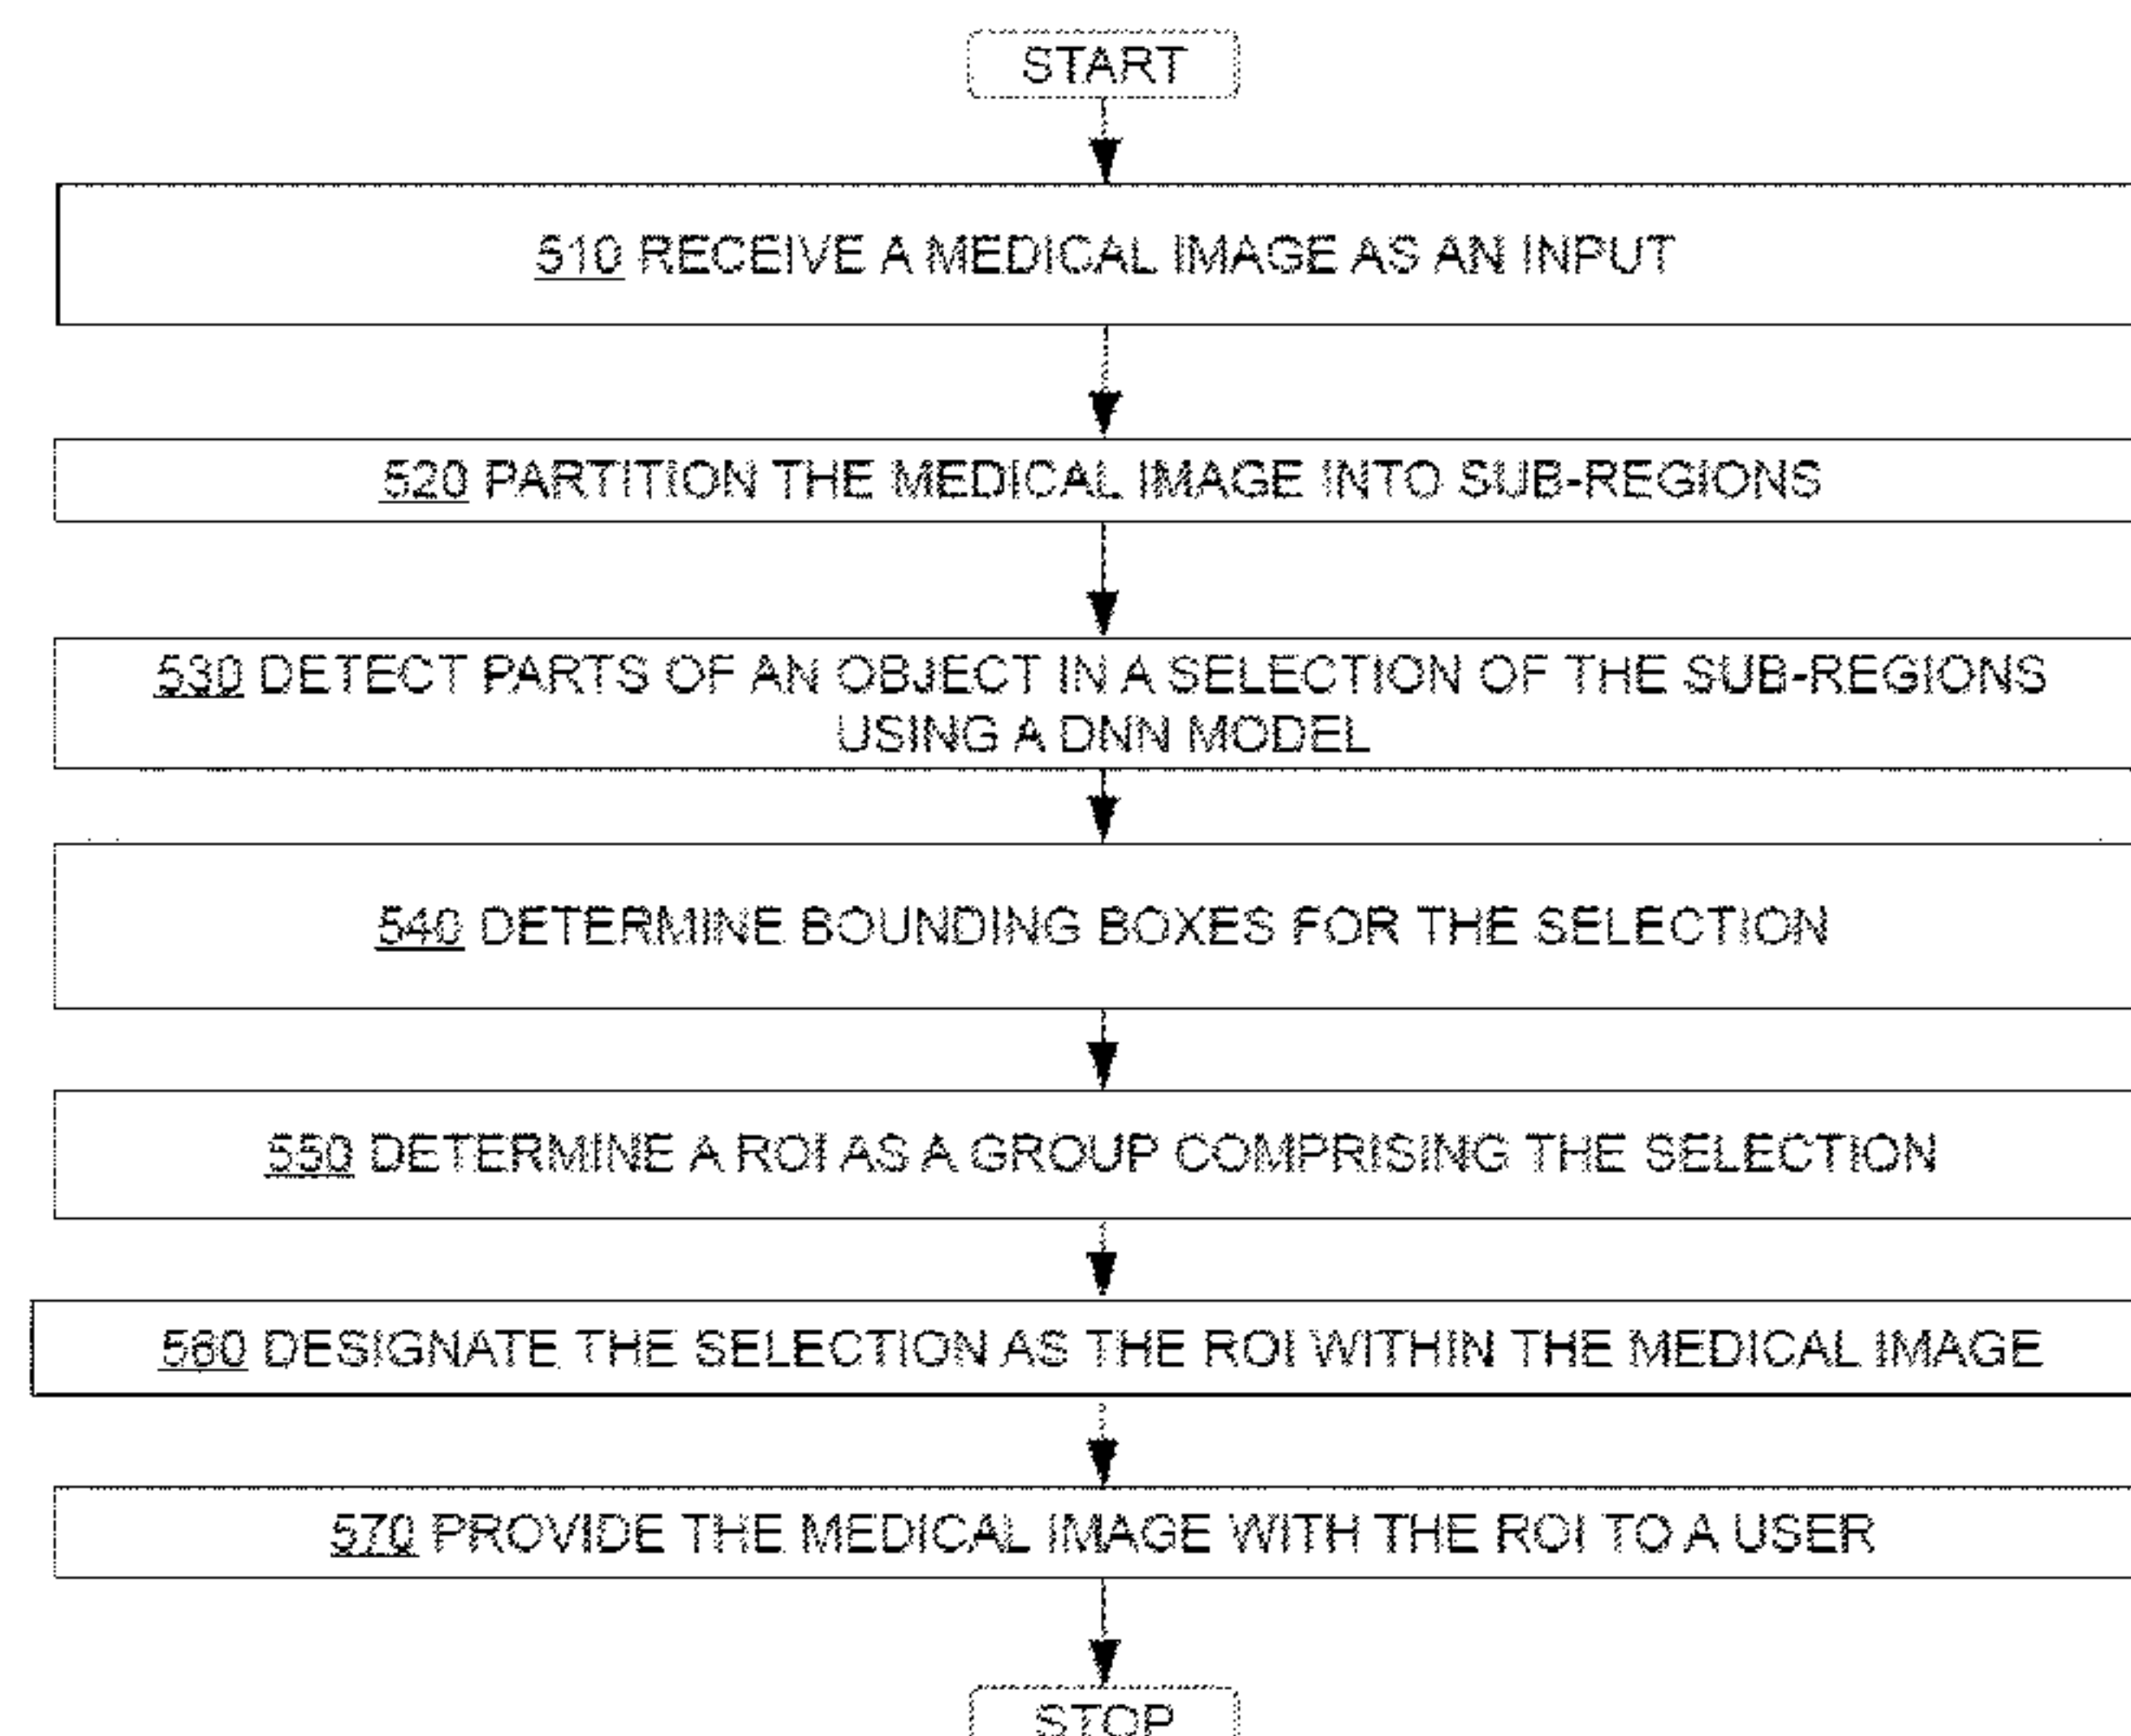 START
510 RECEIVE A MEDICAL IMAGE AS AN INPUT
520 PARTITION THE MEDICAL IMAGE INTO SUB-REGIONS
530 DETECT PARTS OF AN OBJECT IN A SELECTION OF THE SUB-REGIONS
USING A DNN MODEL
540 DETERMINE BOUNDING BOXES FOR THE SELECTION
550 DETERMINE A ROI AS A GROUP COMPRISING THE SELECTION
560 DESIGNATE THE SELECTION AS THE ROI WITHIN THE MEDICAL IMAGE
570 PROVIDE THE MEDICAL IMAGE WITH THE ROI TO A USER
STOP